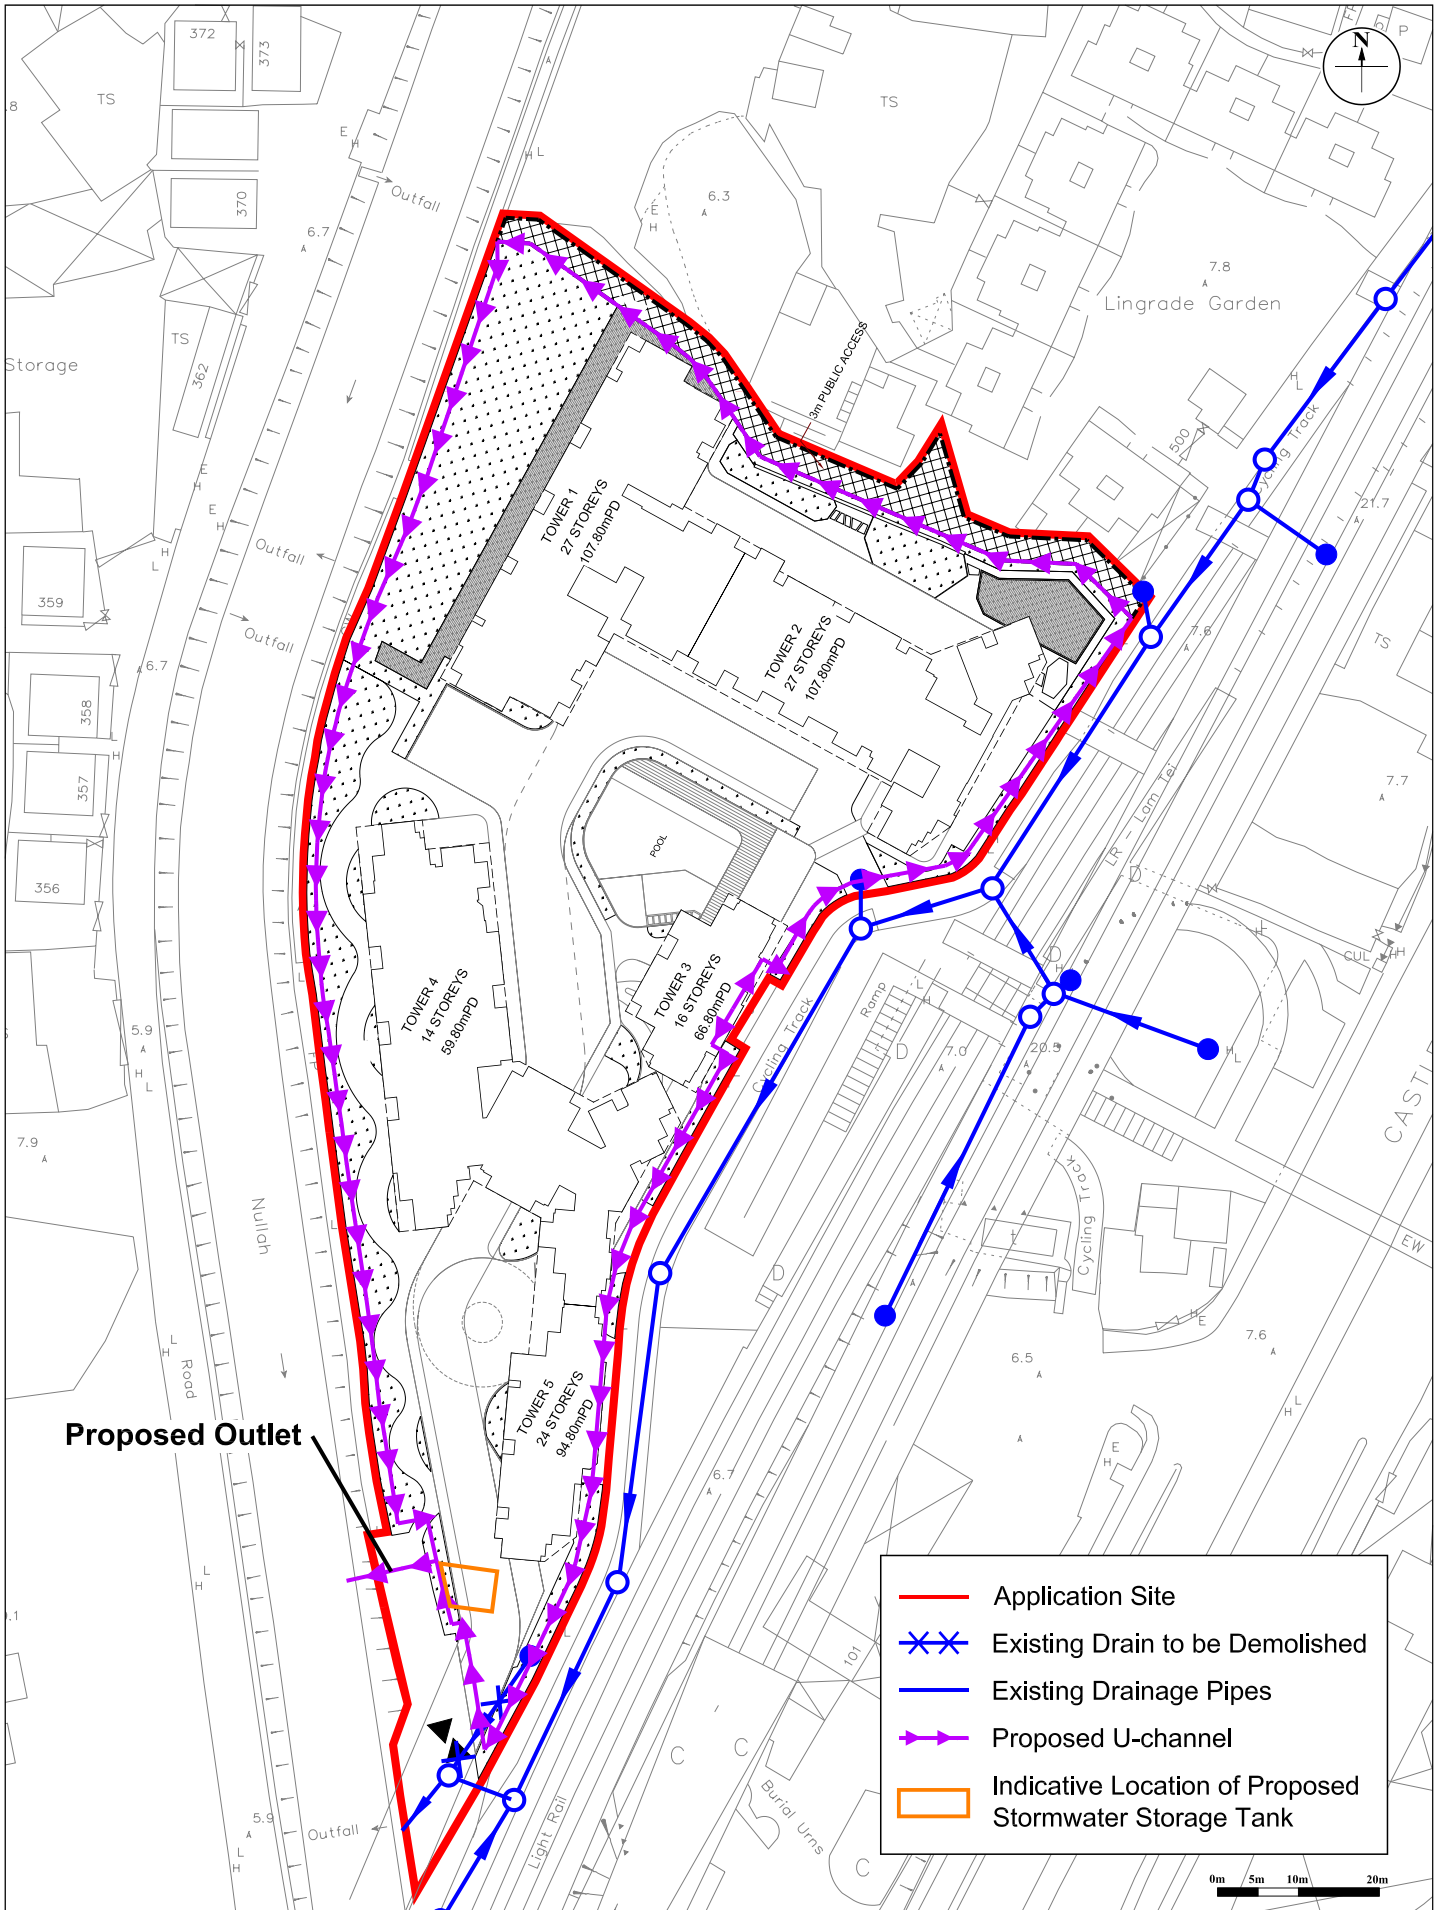 372
373
TS
.8
370
E
H
Outfall
H
L
6.7
TS
362
Storage
TS
6.3
E
H
N
P
7.8
Lingrade Garden
H
L
Cycling Track
500
21.7
3m PUBLIC ACCESS
E
H
E
H
L
H
Outfall
Outfall
359
6.7
358
L
H
357
356
TOWER 1
27 STOREYS
107.80mPD
TOWER 2
27 STOREYS
107.80mPD
7.6
TS
7.7
LR
Lam Tei
D
POOL
TOWER 4
14 STOREYS
59.80mPD
TOWER 3
16 STOREYS
66.80mPD
Cycling Track
Ramp
L
H
D
7.0
20.5
D
H
H
L
CUL
H
H
CAST
5.9
H
L
7.9
Nullah
L
H
Road
Cycling Track
t
EW
D
H
E
7.6
6.5
L
H
E
H
TOWER 5
24 STOREYS
94.80mPD
Proposed Outlet
6.7
L
H
.1
101
C
C
C
Burial Urns
Light Rail
5.9
Outfall
L
H
Application Site
Existing Drain to be Demolished
Existing Drainage Pipes
Proposed U-channel
Indicative Location of Proposed
Stormwater Storage Tank
0m 5m 10m 20m